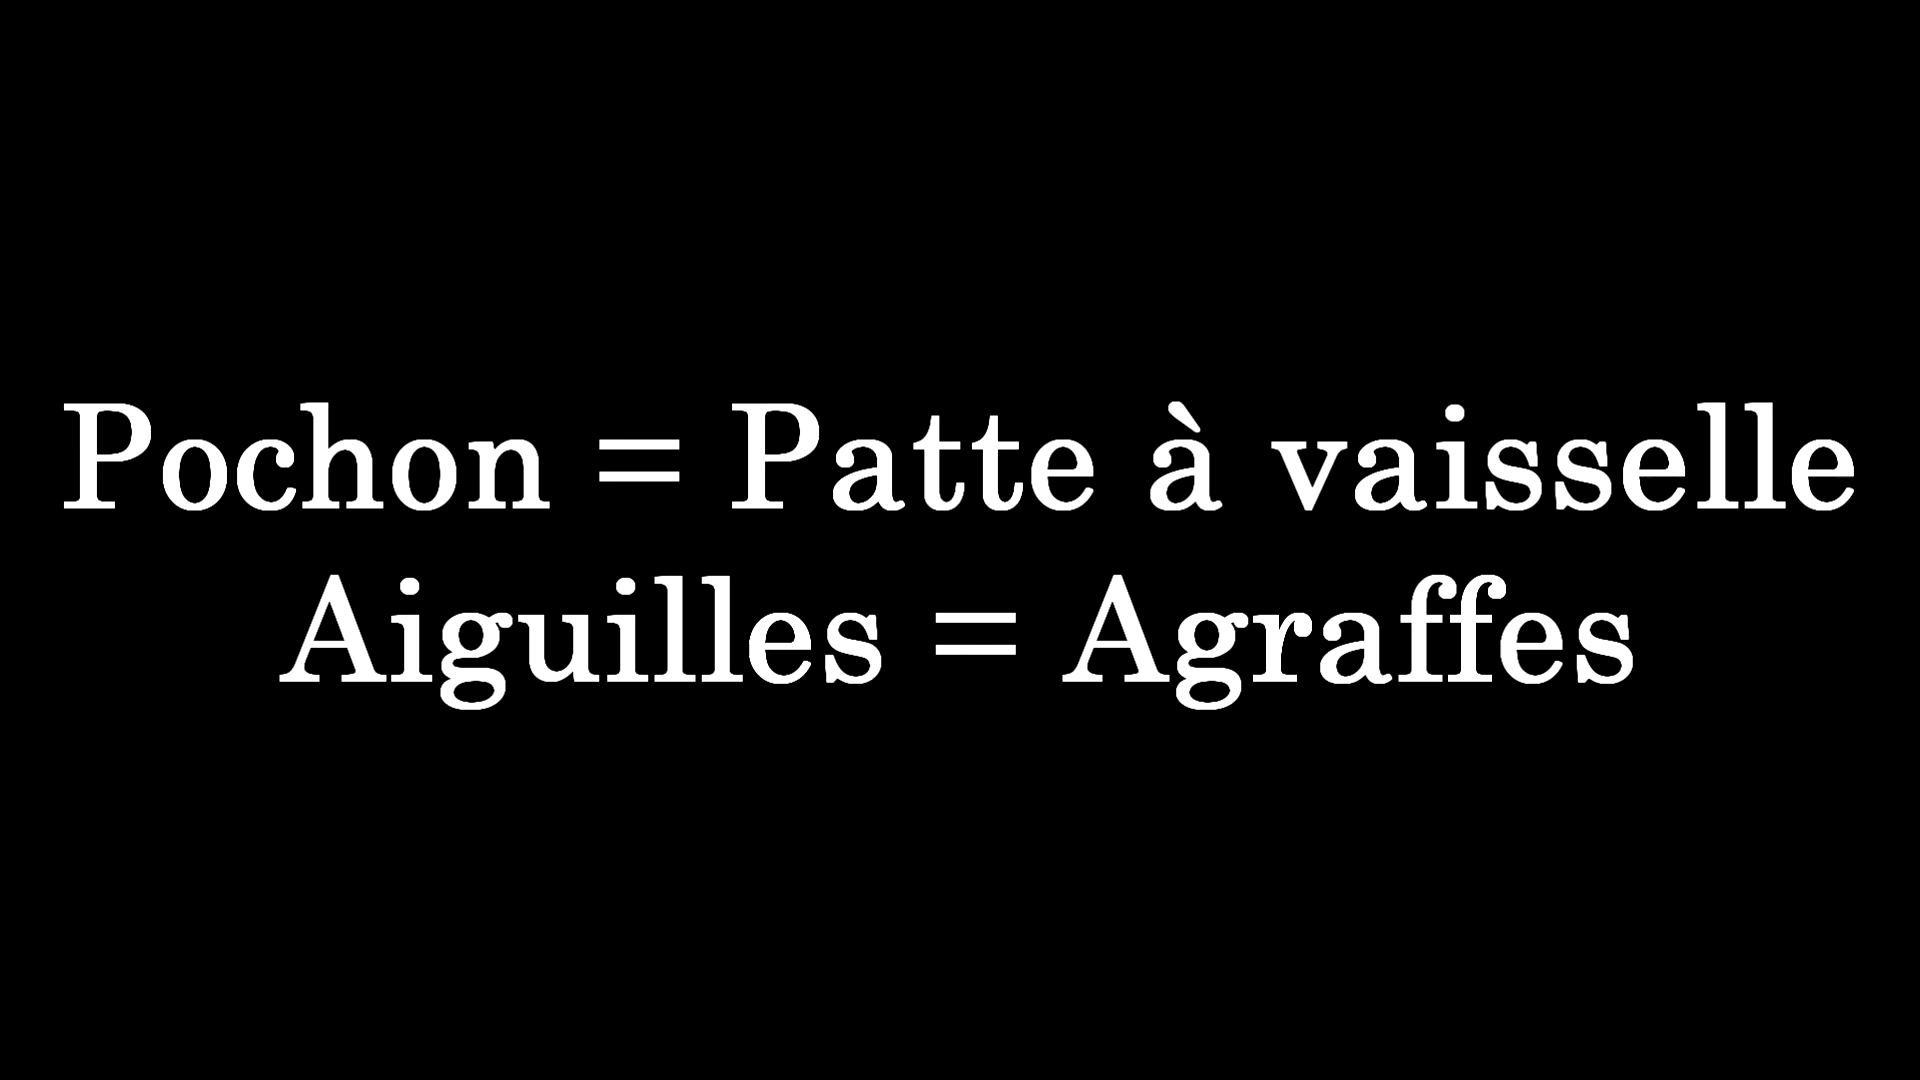 Pochon = Patte à vaisselle
Aiguilles = Agraffes